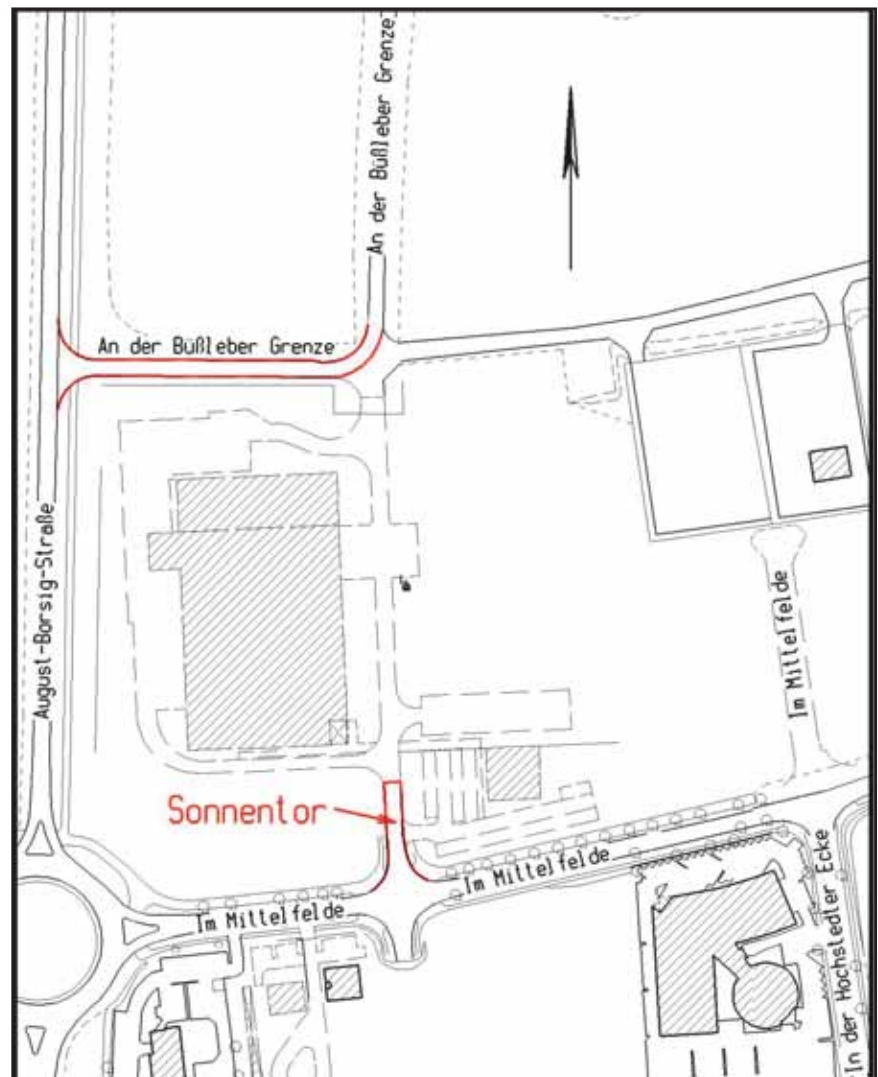 An der Büßleber Grenze
An der Büßleber Grenze
August-Borsig-Straße
Im Mittelfelde
Sonnentor
Im Mittelfelde
Im Mittelfelde
In der Hochstedter Ecke